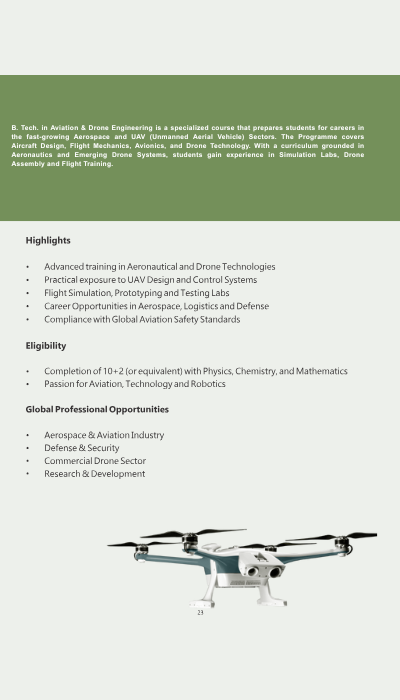 B. Tech. in Aviation & Drone Engineering is a specialized course that prepares students for careers in
the fast-growing Aerospace and UAV (Unmanned Aerial Vehicle) Sectors. The Programme covers
Aircraft Design, Flight Mechanics, Avionics, and Drone Technology. With a curriculum grounded in
Aeronautics and Emerging Drone Systems, students gain experience in Simulation Labs, Drone
Assembly and Flight Training.
Highlights
• Advanced training in Aeronautical and Drone Technologies
• Practical exposure to UAV Design and Control Systems
• Flight Simulation, Prototyping and Testing Labs
• Career Opportunities in Aerospace, Logistics and Defense
• Compliance with Global Aviation Safety Standards
Eligibility
• Completion of 10+2 (or equivalent) with Physics, Chemistry, and Mathematics
• Passion for Aviation, Technology and Robotics
Global Professional Opportunities
• Aerospace & Aviation Industry
• Defense & Security
• Commercial Drone Sector
• Research & Development
23